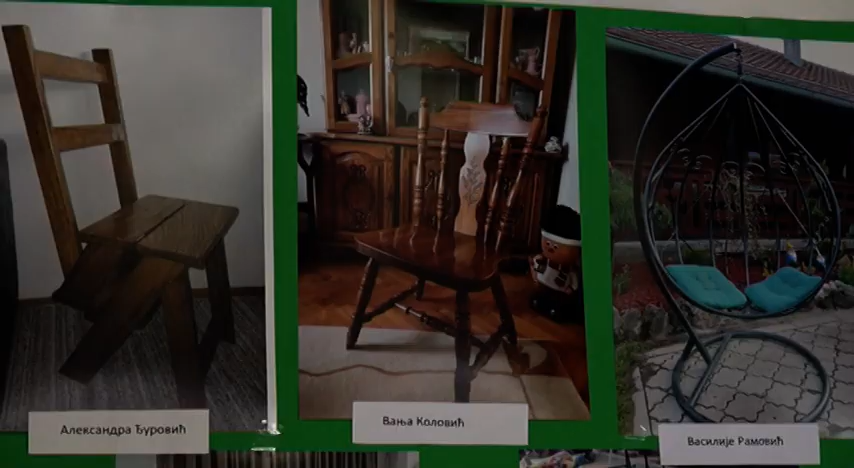 Александра Ђуровић
Вања Коловић
Василије Рамовић